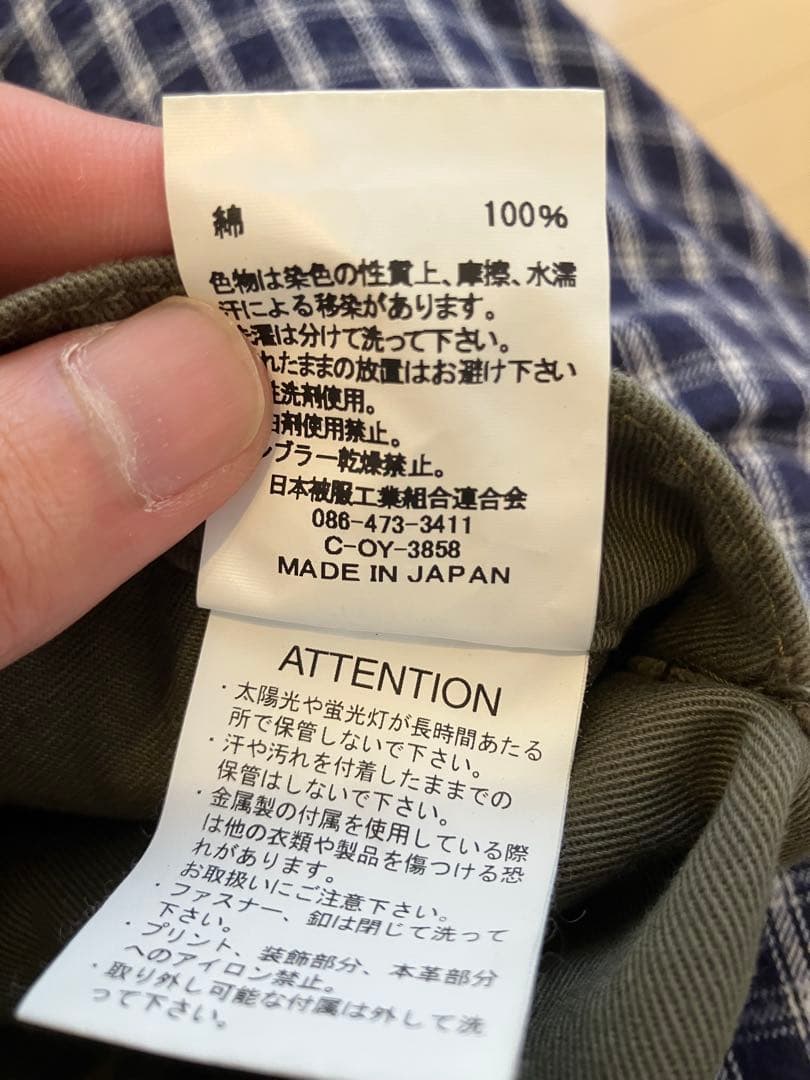 綿 100%
色物は染色の性質上、摩擦、水濡
汗による移染があります。
濯は分けて洗って下さい。
れたままの放置はお避け下さい
性洗剤使用。
白剤使用禁止。
ンブラー乾燥禁止。
日本被服工業組合連合会
086-473-3411
C-OY-3858
MADE IN JAPAN
ATTENTION
・太陽光や蛍光灯が長時間あたる
所で保管しないで下さい。
・汗や汚れを付着したままでの
保管はしないで下さい。
・金属製の付属を使用している際
は他の衣類や製品を傷つける恐
れがあります。
お取扱いにご注意下さい。
・ファスナー、釦は閉じて洗って
下さい。
・プリント、装飾部分、本革部分
へのアイロン禁止。
・取り外し可能な付属は外して洗
って下さい。